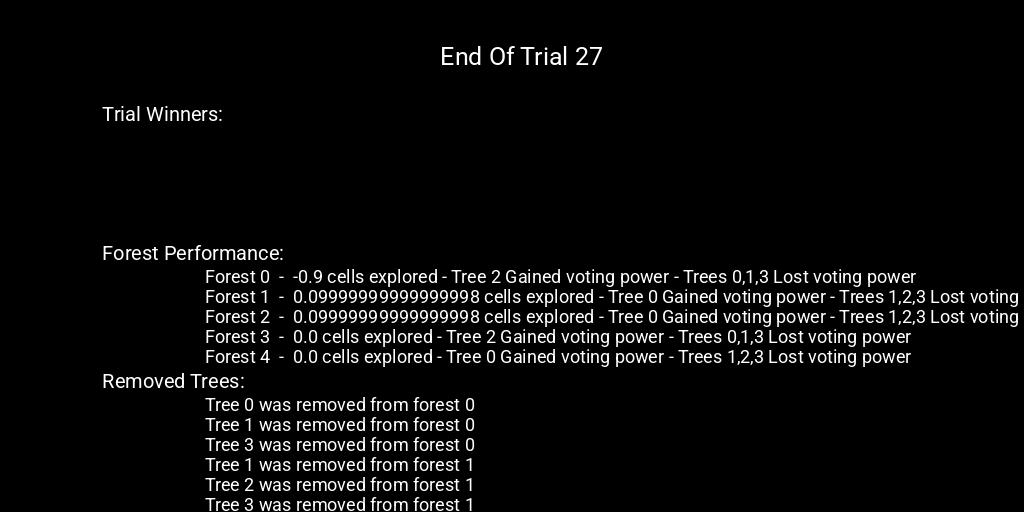 End Of Trial 27
Trial Winners:
Forest Performance:
Forest 0 - -0.9 cells explored - Tree 2 Gained voting power - Trees 0,1,3 Lost voting power
Forest 1 - 0.09999999999999998 cells explored - Tree 0 Gained voting power - Trees 1,2,3 Lost voting
Forest 2 - 0.09999999999999998 cells explored - Tree 0 Gained voting power - Trees 1,2,3 Lost voting
Forest 3 - 0.0 cells explored - Tree 2 Gained voting power - Trees 0,1,3 Lost voting power
Forest 4 - 0.0 cells explored - Tree 0 Gained voting power - Trees 1,2,3 Lost voting power
Removed Trees:
Tree 0 was removed from forest 0
Tree 1 was removed from forest 0
Tree 3 was removed from forest 0
Tree 1 was removed from forest 1
Tree 2 was removed from forest 1
Tree 3 was removed from forest 1